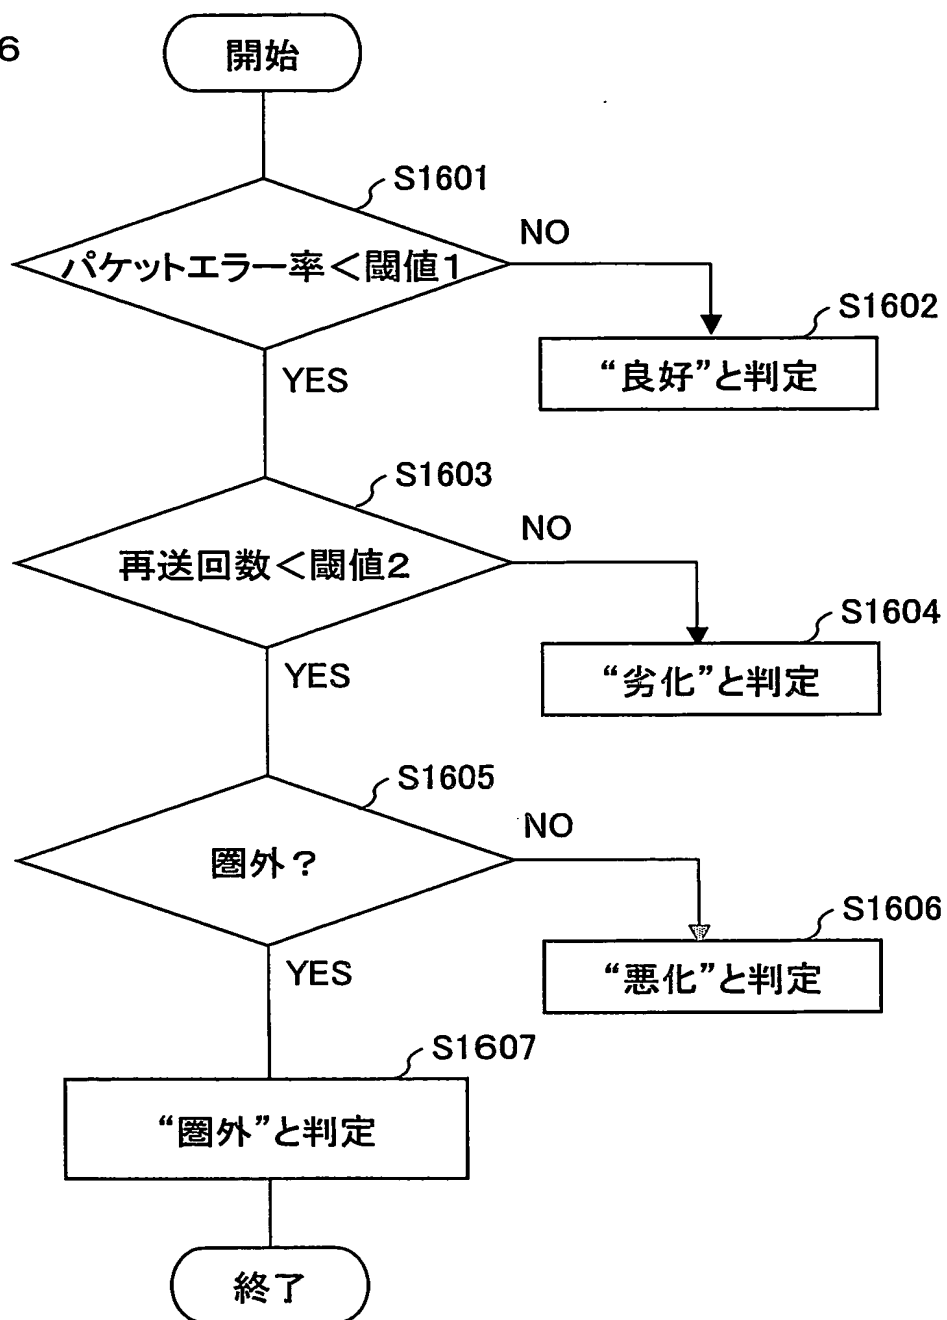 6
開始
S1601
パケットエラー率<閾値1
NO
YES
S1602
“良好”と判定
S1603
再送回数<閾値2
NO
YES
S1604
“劣化”と判定
S1605
圏外?
NO
YES
S1606
“悪化”と判定
S1607
“圏外”と判定
終了